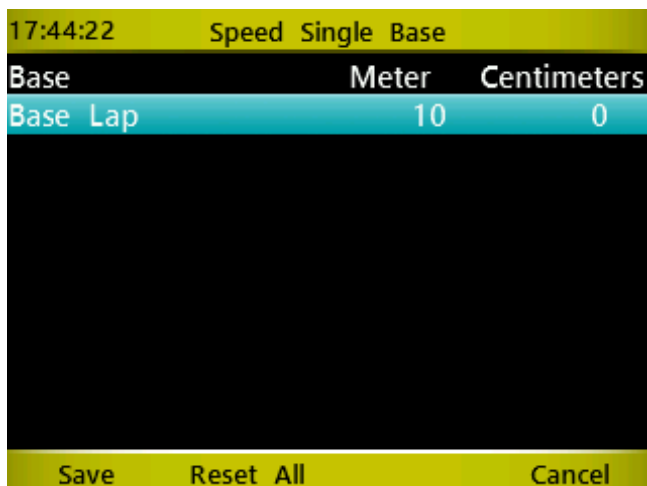 17:44:22 Speed Single Base
Base Meter Centimeters
Base Lap 10 0
Save Reset All Cancel